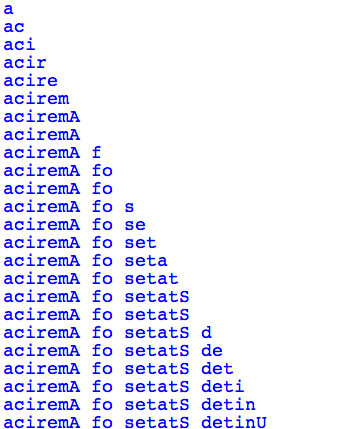 a
ac
aci
acir
acire
acirem
aciremA
aciremA
aciremA f
aciremA fo
aciremA fo
aciremA fo s
aciremA fo se
aciremA fo set
aciremA fo seta
aciremA fo setat
aciremA fo setatS
aciremA fo setatS
aciremA fo setatS d
aciremA fo setatS de
aciremA fo setatS det
aciremA fo setatS deti
aciremA fo setatS detin
aciremA fo setatS detinU